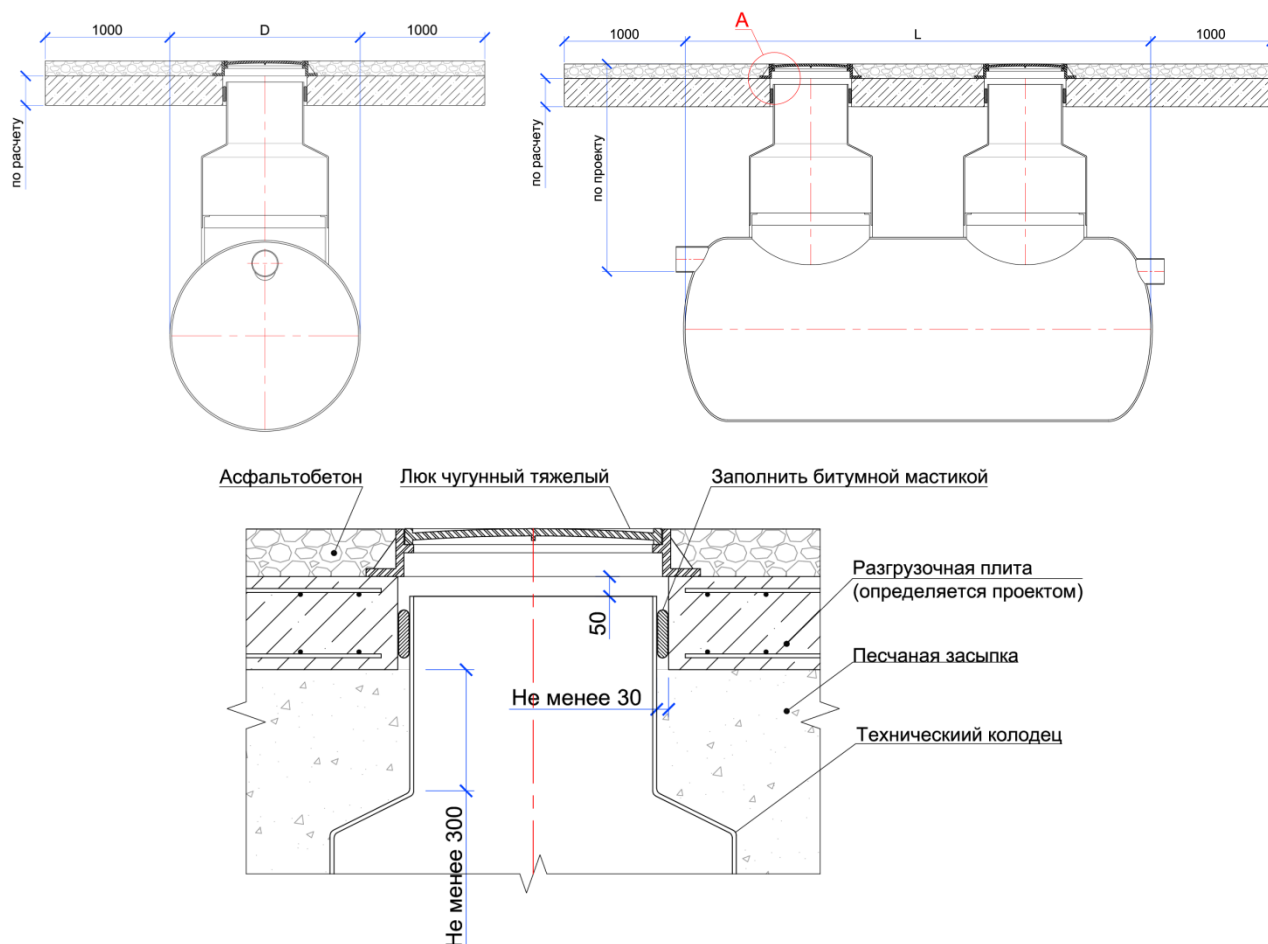 1000
D
1000
по расчету
A
1000
L
1000
по расчету
по проекту
Асфальтобетон
Люк чугунный тяжелый
Заполнить битумной мастикой
Разгрузочная плита
(определяется проектом)
50
Песчаная засыпка
Не менее 30
Техническиий колодец
Не менее 300